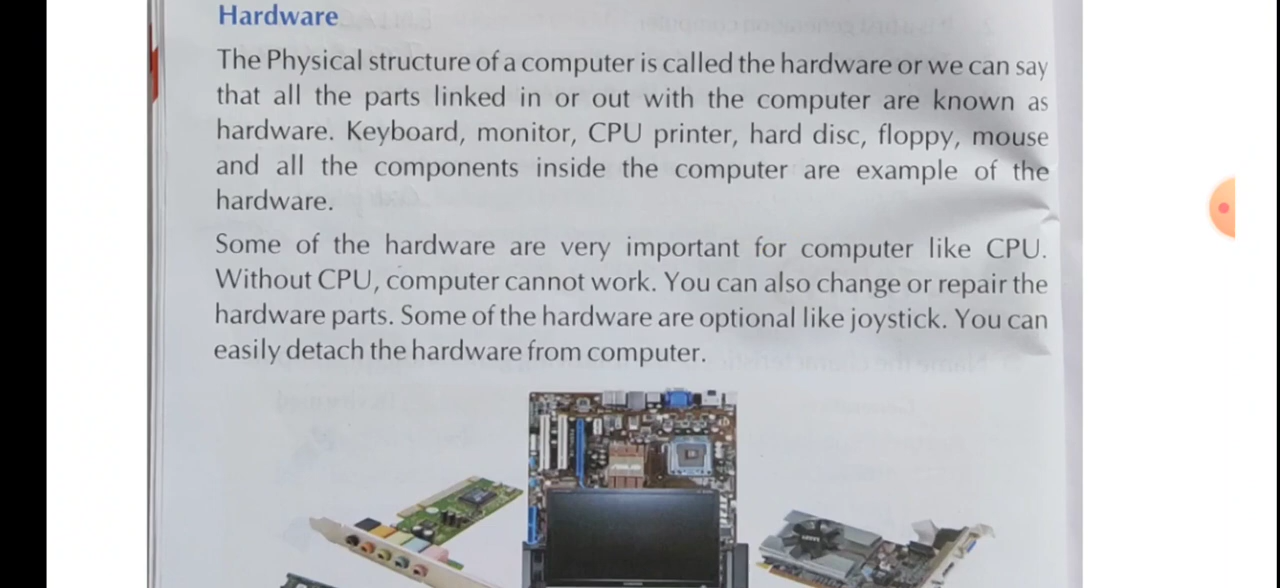 Hardware
The Physical structure of a computer is called the hardware or we can say
that all the parts linked in or out with the computer are known as
hardware. Keyboard, monitor, CPU printer, hard disc, floppy, mouse
and all the components inside the computer are example of the
hardware.
Some of the hardware are very important for computer like CPU.
Without CPU, computer cannot work. You can also change or repair the
hardware parts. Some of the hardware are optional like joystick. You can
easily detach the hardware from computer.